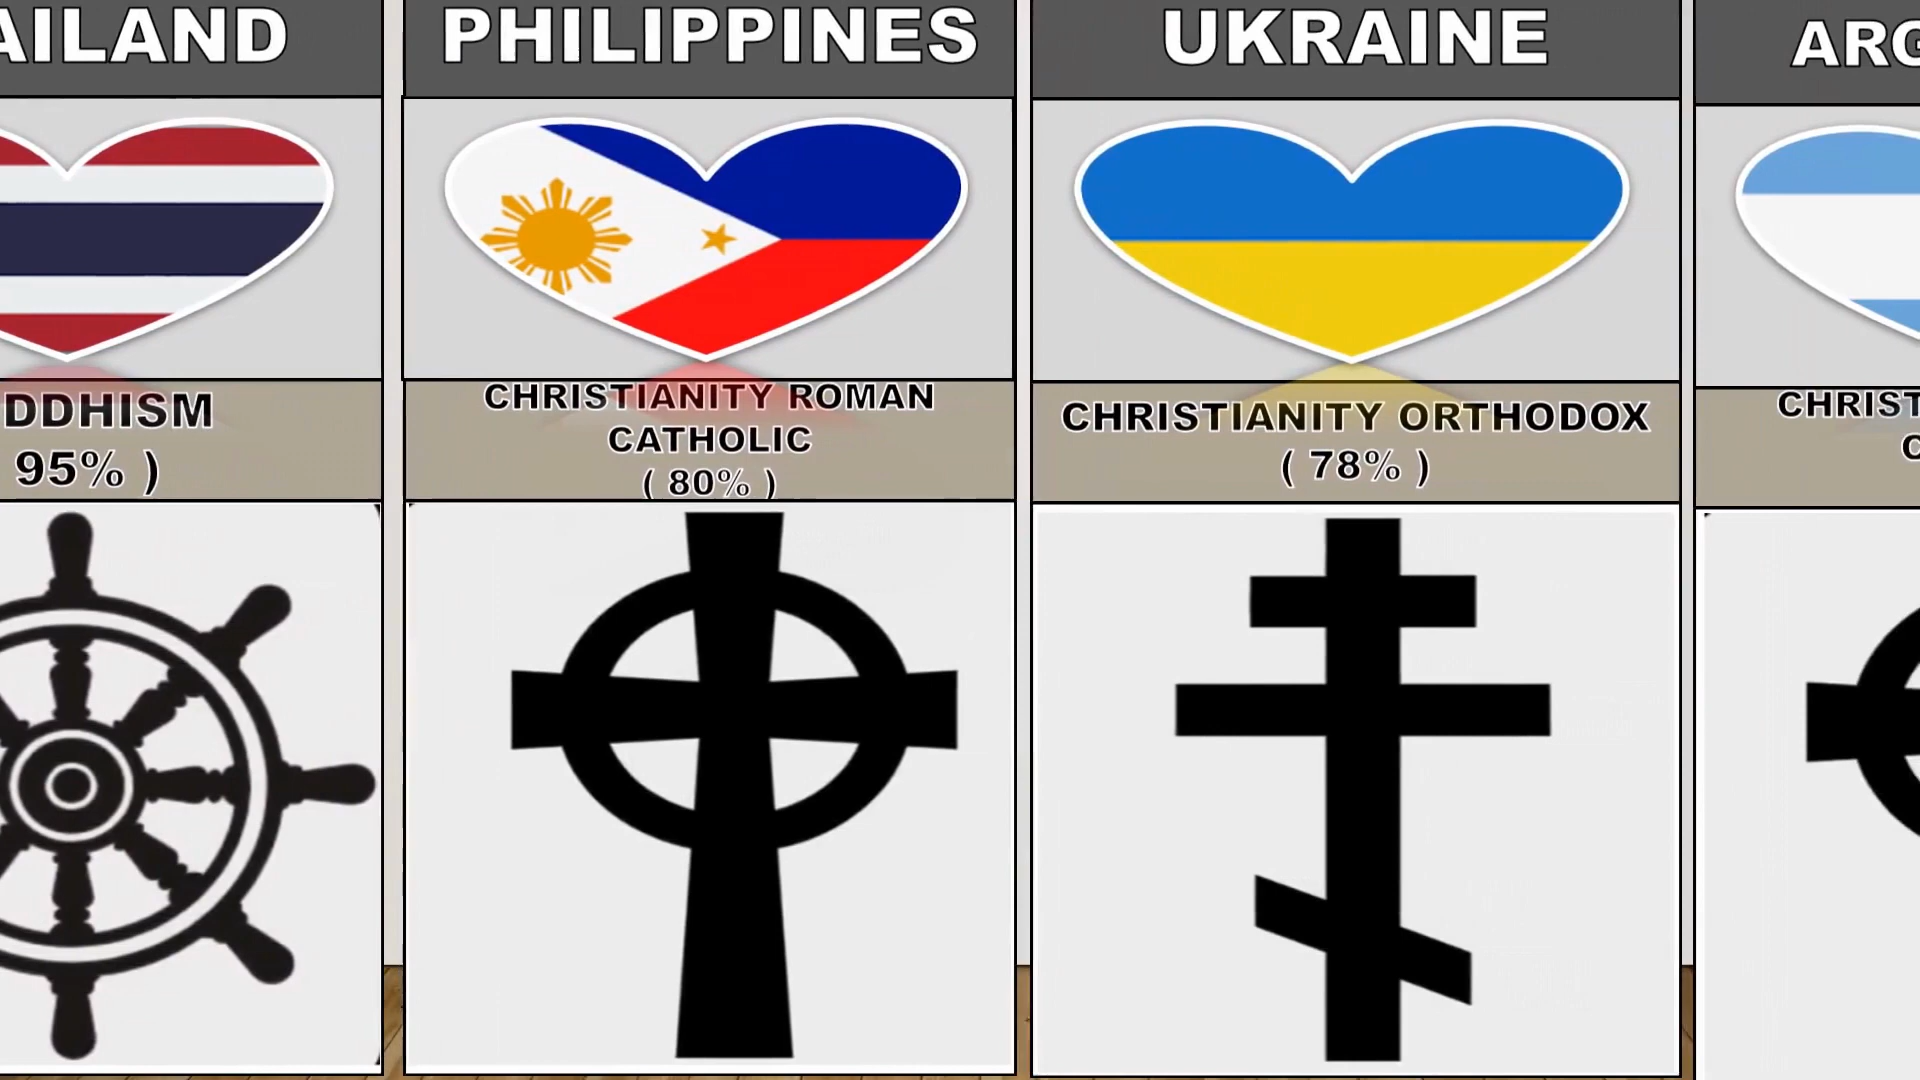 AILAND
DDHISM
95% )
PHILIPPINES
CHRISTIANITY ROMAN
CATHOLIC
( 80% )
UKRAINE
CHRISTIANITY ORTHODOX
( 78% )
ARG
CHRIST
C